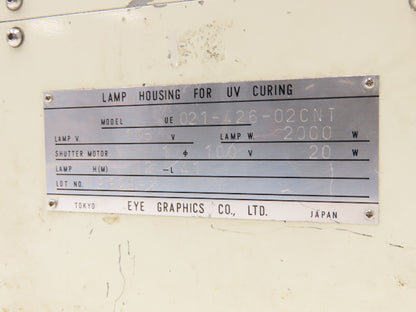 LAMP HOUSING FOR UV CURING
MODEL UE 021-426-02CNT
LAMP V. V LAMP W. 2000 W
SHUTTER MOTOR 1 φ 100 V 20 W
LAMP H(M) -L
LOT NO.
TOKYO EYE GRAPHICS CO., LTD. JAPAN